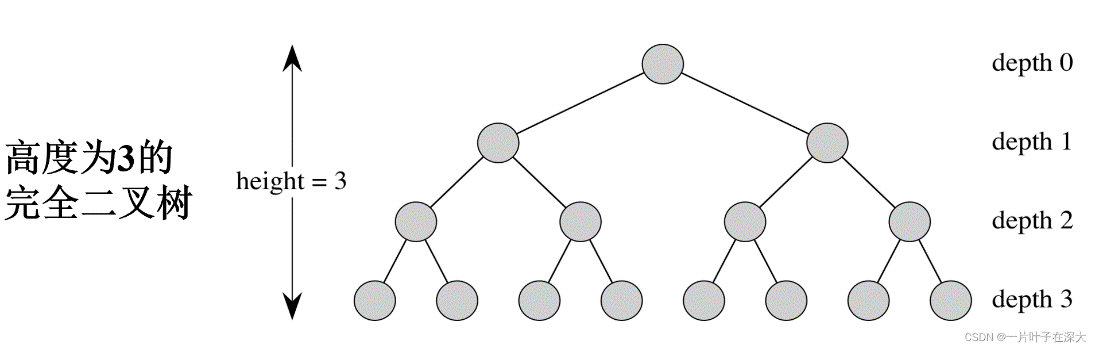 depth 0
depth 1
高度为3的
完全二叉树
height = 3
depth 2
depth 3
CSDN @一片叶子在深大